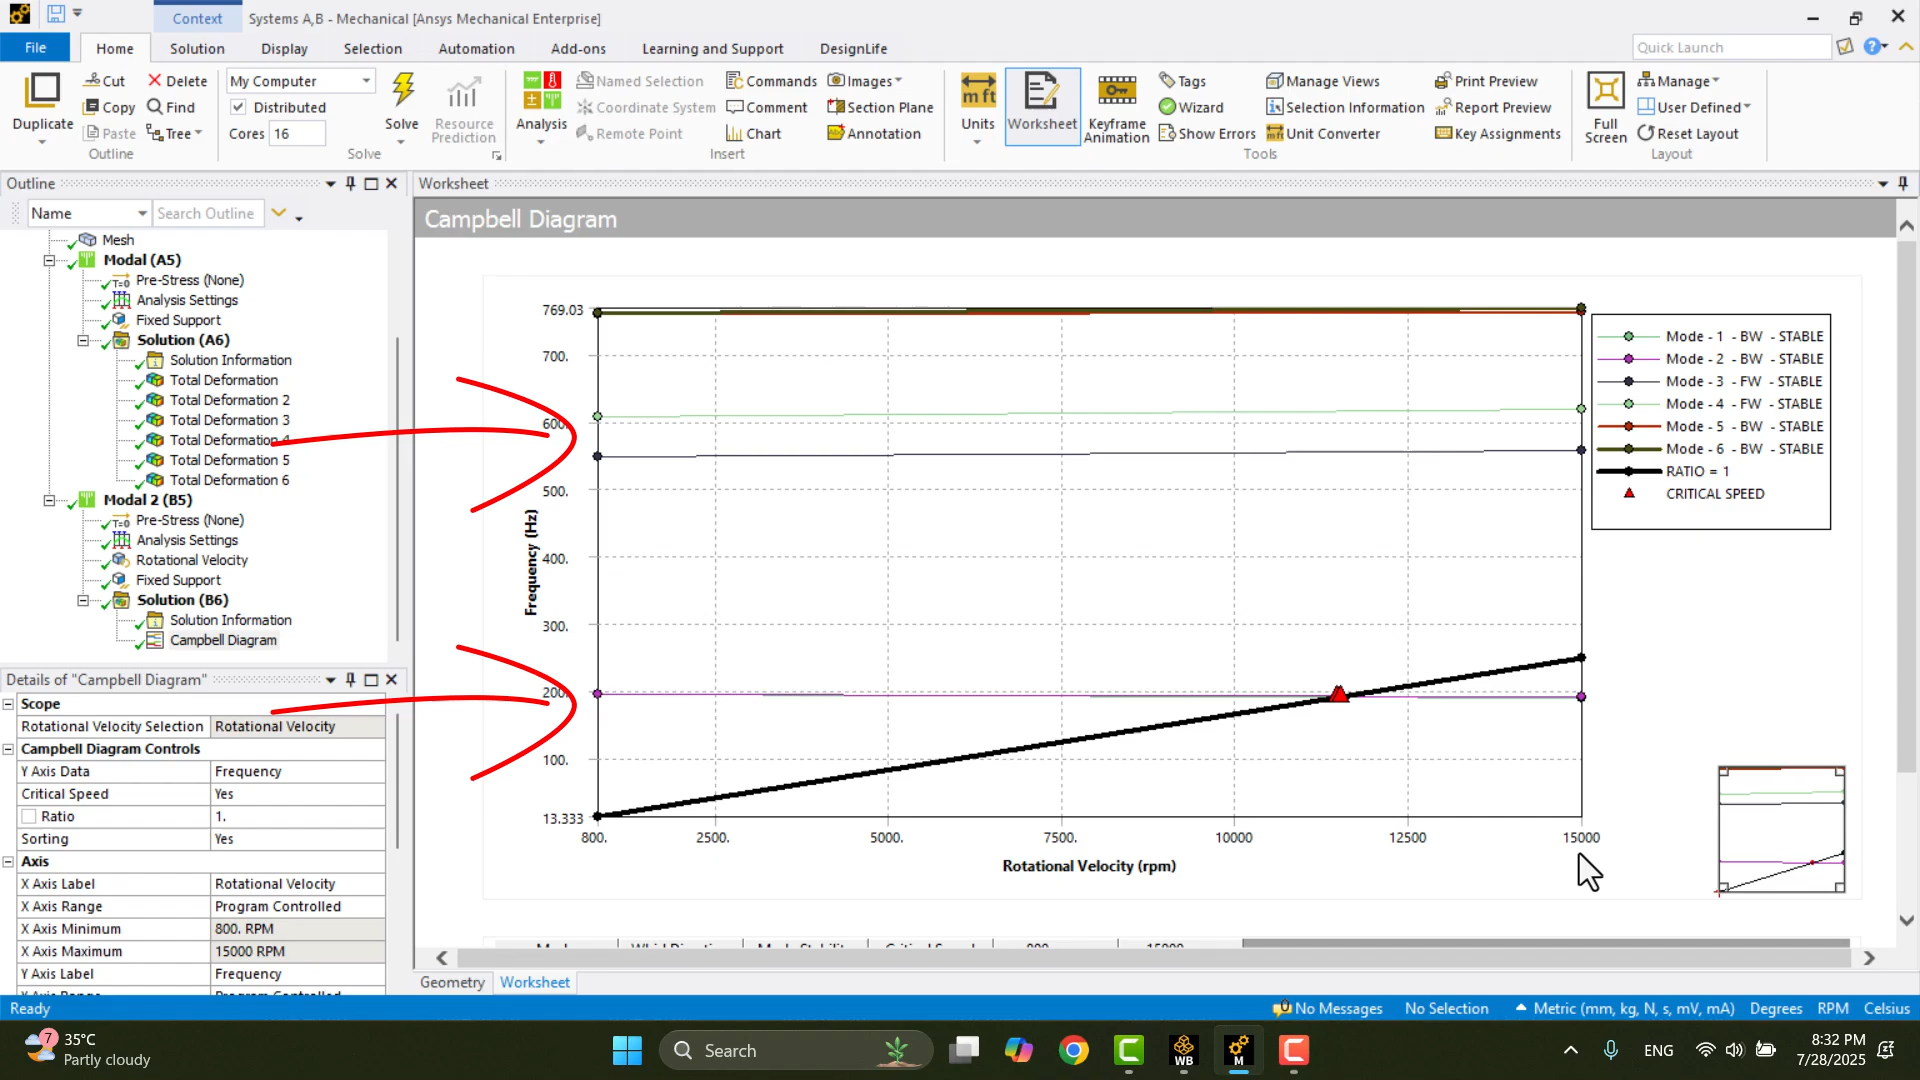 Context
Systems A,B - Mechanical [Ansys Mechanical Enterprise]
File
Home
Solution
Display
Selection
Automation
Add-ons
Learning and Support
DesignLife
Quick Launch
Duplicate
Cut
Copy
Paste
Delete
Find
Tree
Outline
My Computer
Distributed
Cores 16
Solve
Resource Prediction
Solve
Analysis
Named Selection
Coordinate System
Remote Point
Commands
Comment
Chart
Images
Section Plane
Annotation
Insert
Units
Worksheet
Keyframe Animation
Tags
Wizard
Show Errors
Manage Views
Selection Information
Unit Converter
Print Preview
Report Preview
Key Assignments
Tools
Full Screen
Manage
User Defined
Reset Layout
Layout
Outline
Name
Search Outline
Mesh
Modal (A5)
Pre-Stress (None)
Analysis Settings
Fixed Support
Solution (A6)
Solution Information
Total Deformation
Total Deformation 2
Total Deformation 3
Total Deformation 4
Total Deformation 5
Total Deformation 6
Modal 2 (B5)
Pre-Stress (None)
Analysis Settings
Rotational Velocity
Fixed Support
Solution (B6)
Solution Information
Campbell Diagram
Details of "Campbell Diagram"
Scope
Rotational Velocity Selection Rotational Velocity
Campbell Diagram Controls
Y Axis Data Frequency
Critical Speed Yes
Ratio 1.
Sorting Yes
Axis
X Axis Label Rotational Velocity
X Axis Range Program Controlled
X Axis Minimum 800. RPM
X Axis Maximum 15000 RPM
Y Axis Label Frequency
Worksheet
Campbell Diagram
769.03
700.
600.
500.
400.
300.
200.
100.
13.333
Frequency (Hz)
800.
2500.
5000.
7500.
10000
12500
15000
Rotational Velocity (rpm)
Mode - 1 - BW - STABLE
Mode - 2 - BW - STABLE
Mode - 3 - FW - STABLE
Mode - 4 - FW - STABLE
Mode - 5 - BW - STABLE
Mode - 6 - BW - STABLE
RATIO = 1
CRITICAL SPEED
Geometry
Worksheet
Ready
No Messages
No Selection
Metric (mm, kg, N, s, mV, mA)
Degrees
RPM
Celsius
7
35°C
Partly cloudy
Search
WB
M
ENG
8:32 PM
7/28/2025